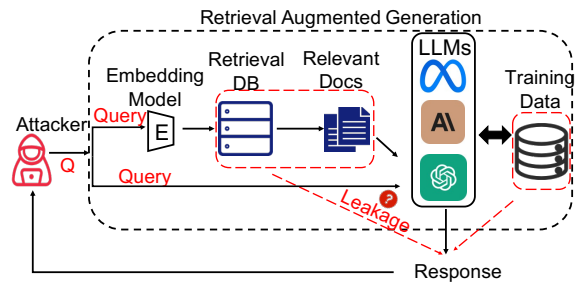 Retrieval Augmented Generation
LLMs
Retrieval
DB
Relevant
Docs
Embedding
Model
Training
Data
Attacker
Query
E
A\
Q
Query
?
Leakage
Response